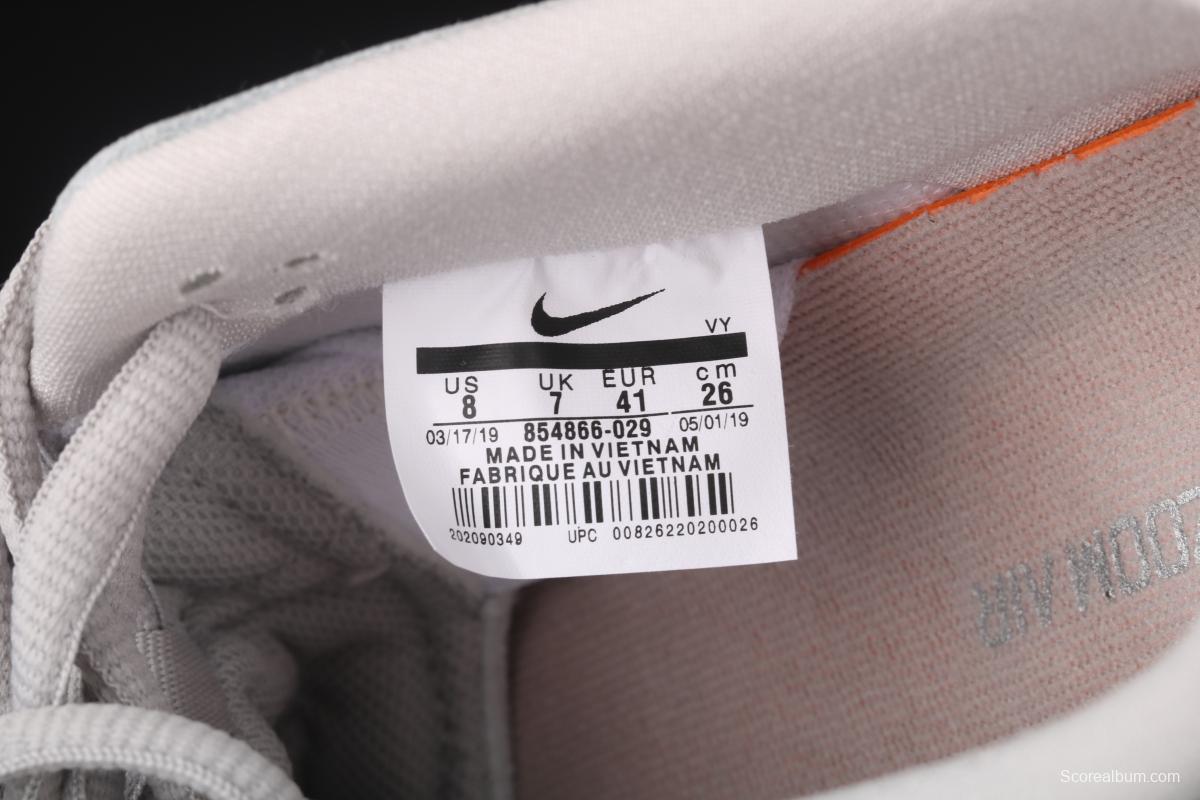 VY
US UK EUR cm
8 7 41 26
03/17/19 854866-029 05/01/19
MADE IN VIETNAM
FABRIQUE AU VIETNAM
202090349 UPC 00826220200026
ZOOM AIR
Scorealbum.com